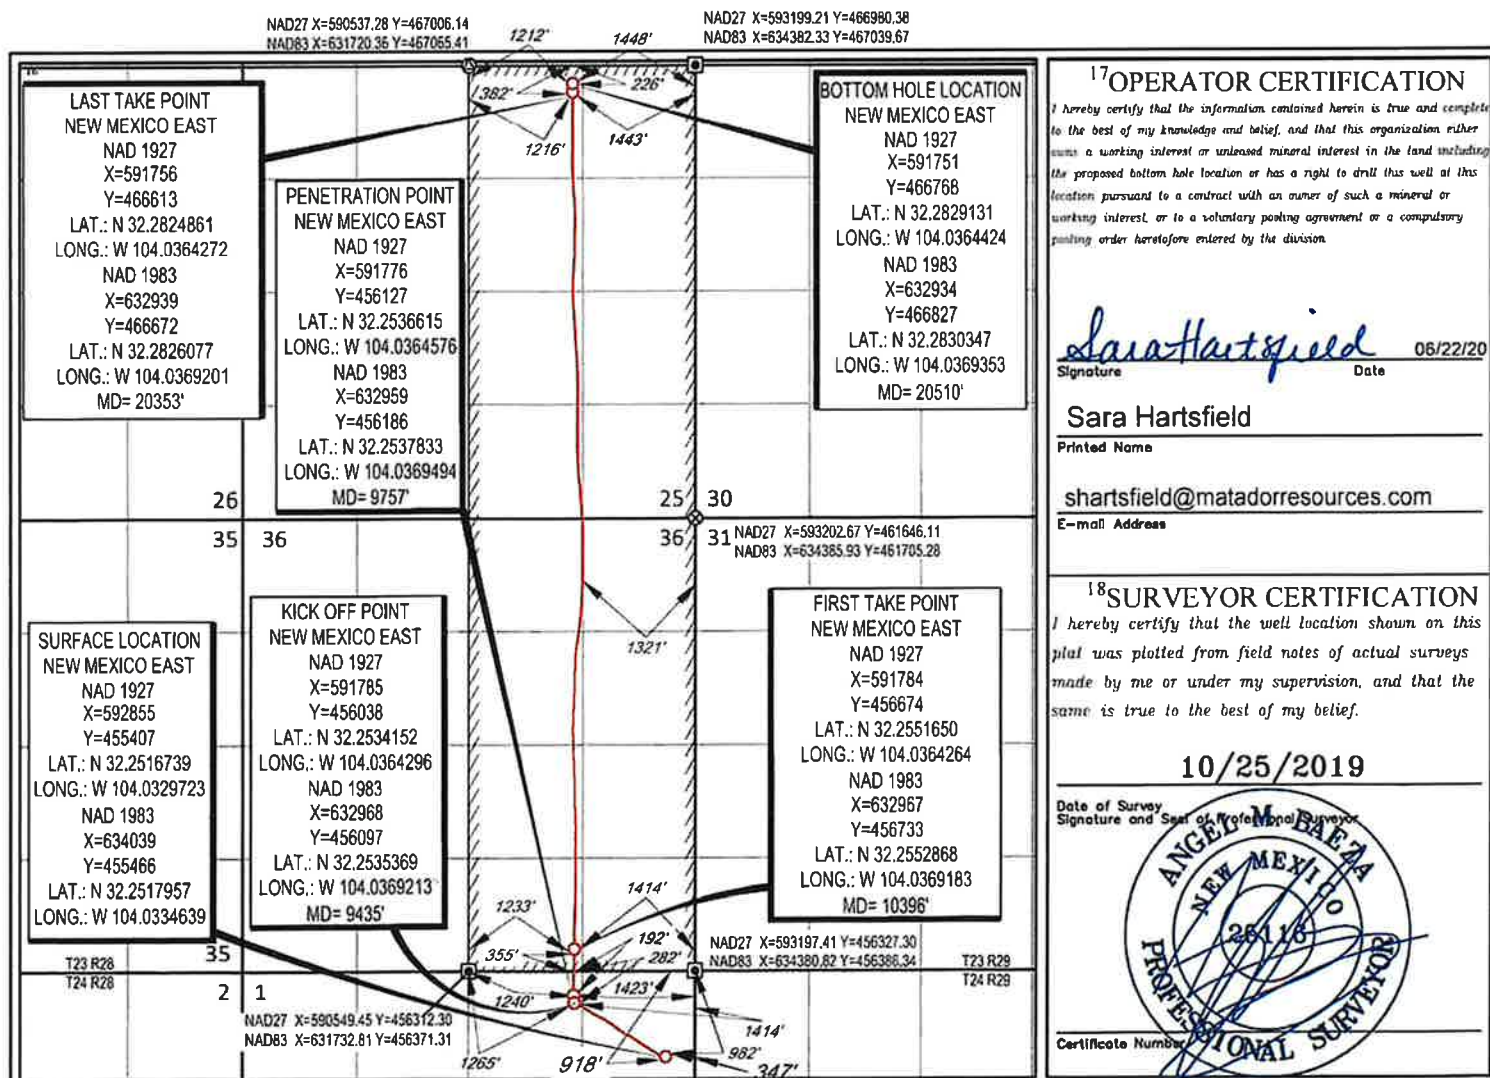 NAD27 X=590537.28 Y=467006.14
NAD83 X=631720.36 Y=467065.41
1212'
1448'
NAD27 X=593199.21 Y=466980.38
NAD83 X=634382.33 Y=467039.67
382'
226'
1216'
1443'
LAST TAKE POINT
NEW MEXICO EAST
NAD 1927
X=591756
Y=466613
LAT.: N 32.2824861
LONG.: W 104.0364272
NAD 1983
X=632939
Y=466672
LAT.: N 32.2826077
LONG.: W 104.0369201
MD= 20353'
PENETRATION POINT
NEW MEXICO EAST
NAD 1927
X=591776
Y=456127
LAT.: N 32.2536615
LONG.: W 104.0364576
NAD 1983
X=632959
Y=456186
LAT.: N 32.2537833
LONG.: W 104.0369494
MD= 9757'
BOTTOM HOLE LOCATION
NEW MEXICO EAST
NAD 1927
X=591751
Y=466768
LAT.: N 32.2829131
LONG.: W 104.0364424
NAD 1983
X=632934
Y=466827
LAT.: N 32.2830347
LONG.: W 104.0369353
MD= 20510'
26
25 30
35 36
36 31
NAD27 X=593202.67 Y=461646.11
NAD83 X=634385.93 Y=461705.28
1321'
SURFACE LOCATION
NEW MEXICO EAST
NAD 1927
X=592855
Y=455407
LAT.: N 32.2516739
LONG.: W 104.0329723
NAD 1983
X=634039
Y=455466
LAT.: N 32.2517957
LONG.: W 104.0334639
KICK OFF POINT
NEW MEXICO EAST
NAD 1927
X=591785
Y=456038
LAT.: N 32.2534152
LONG.: W 104.0364296
NAD 1983
X=632968
Y=456097
LAT.: N 32.2535369
LONG.: W 104.0369213
MD= 9435'
FIRST TAKE POINT
NEW MEXICO EAST
NAD 1927
X=591784
Y=456674
LAT.: N 32.2551650
LONG.: W 104.0364264
NAD 1983
X=632967
Y=456733
LAT.: N 32.2552868
LONG.: W 104.0369183
MD= 10396'
1233'
1414'
355'
192'
282'
NAD27 X=593197.41 Y=456327.30
NAD83 X=634380.82 Y=456386.34
35
T23 R28
T24 R28
T23 R29
T24 R29
2 1
1240'
1423'
NAD27 X=590549.45 Y=456312.30
NAD83 X=631732.81 Y=456371.31
1414'
1265'
918'
982'
347'
17OPERATOR CERTIFICATION
I hereby certify that the information contained herein is true and complete
to the best of my knowledge and belief, and that this organization either
owns a working interest or unleased mineral interest in the land including
the proposed bottom hole location or has a right to drill this well at this
location pursuant to a contract with an owner of such a mineral or
working interest, or to a voluntary pooling agreement or a compulsory
pooling order heretofore entered by the division
Sara Hartsfield 06/22/20
Signature Date
Sara Hartsfield
Printed Name
shartsfield@matadorresources.com
E-mail Address
18SURVEYOR CERTIFICATION
I hereby certify that the well location shown on this
plat was plotted from field notes of actual surveys
made by me or under my supervision, and that the
same is true to the best of my belief.
10/25/2019
Date of Survey
Signature and Seal of Professional Surveyor
ANGEL M. BAEZA
NEW MEXICO
PROFESSIONAL SURVEYOR
Certificate Number